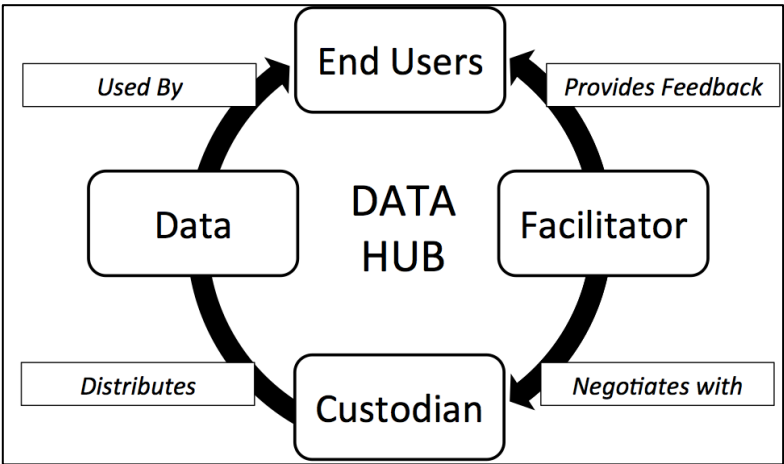 End Users
Used By
Provides Feedback
Data
DATA
HUB
Facilitator
Distributes
Custodian
Negotiates with